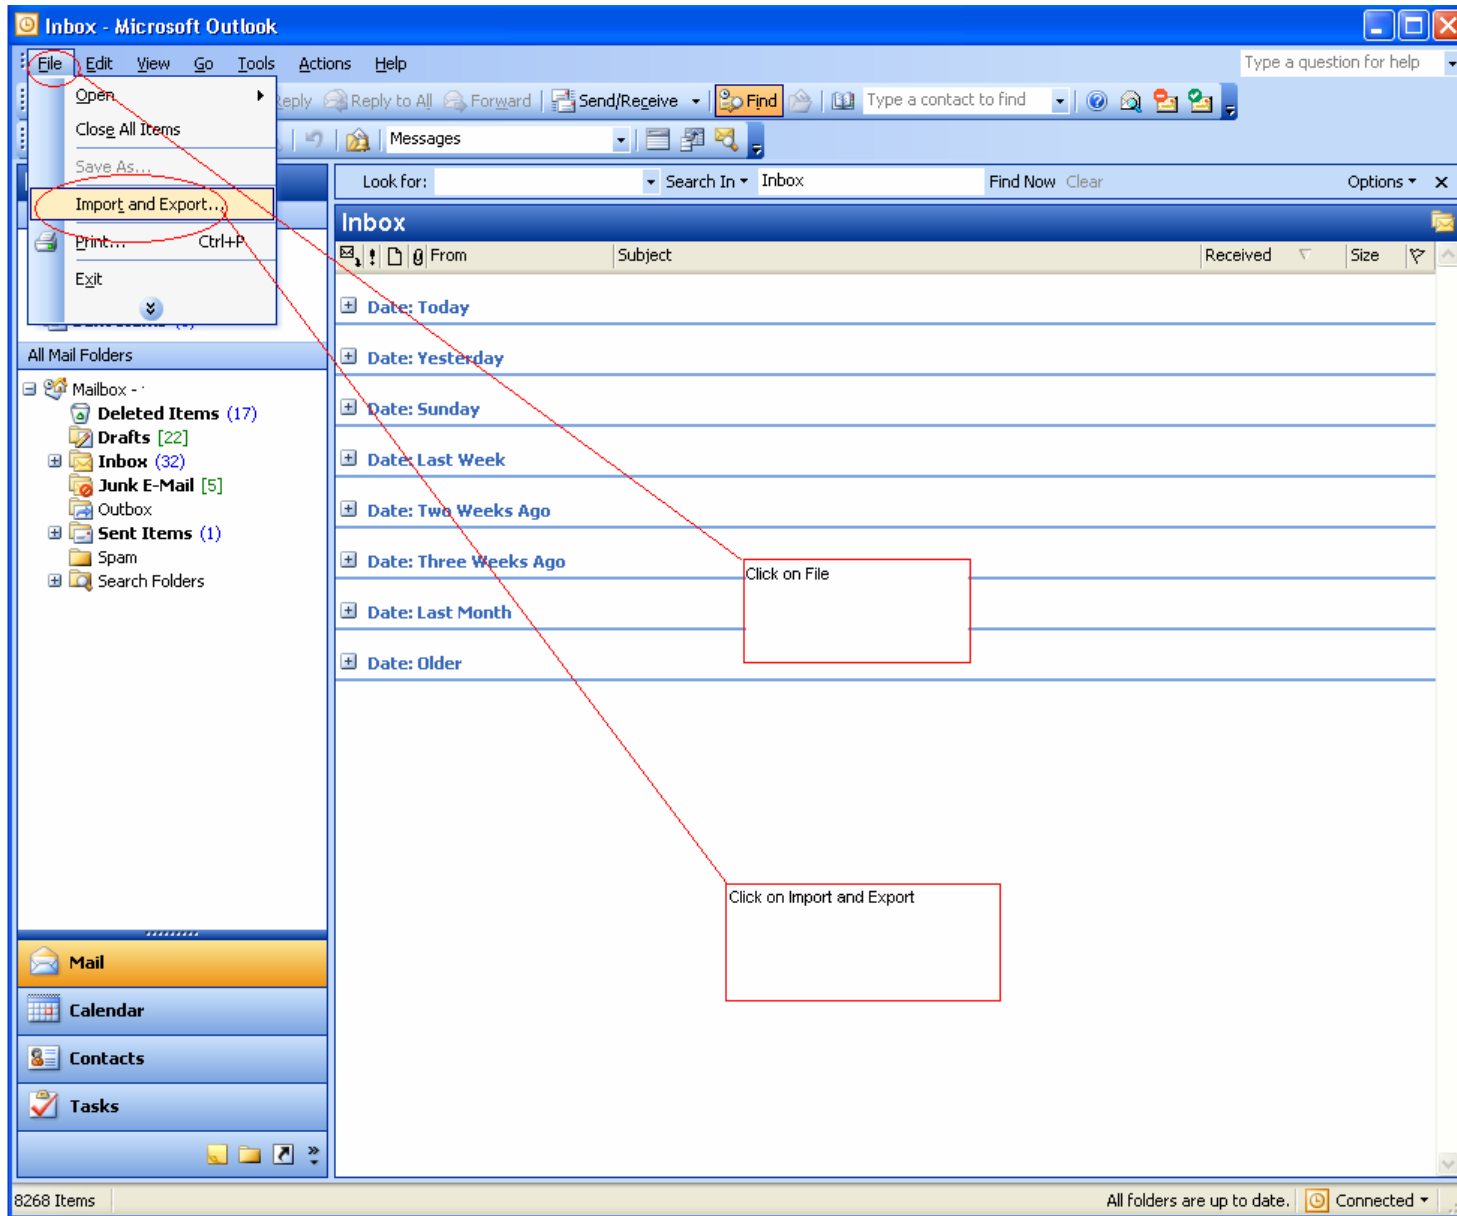 Inbox - Microsoft Outlook
File Edit View Go Tools Actions Help
Type a question for help
Open
Close All Items
Save As...
Import and Export...
Print... Ctrl+P
Exit
Reply to All Forward Send/Receive Find Type a contact to find
Messages
Look for: Search In Inbox Find Now Clear Options
Inbox
From Subject Received Size
Date: Today
Date: Yesterday
Date: Sunday
Date: Last Week
Date: Two Weeks Ago
Date: Three Weeks Ago
Date: Last Month
Date: Older
All Mail Folders
Mailbox -
Deleted Items (17)
Drafts [22]
Inbox (32)
Junk E-Mail [5]
Outbox
Sent Items (1)
Spam
Search Folders
Click on File
Click on Import and Export
Mail
Calendar
Contacts
Tasks
8268 Items
All folders are up to date. Connected